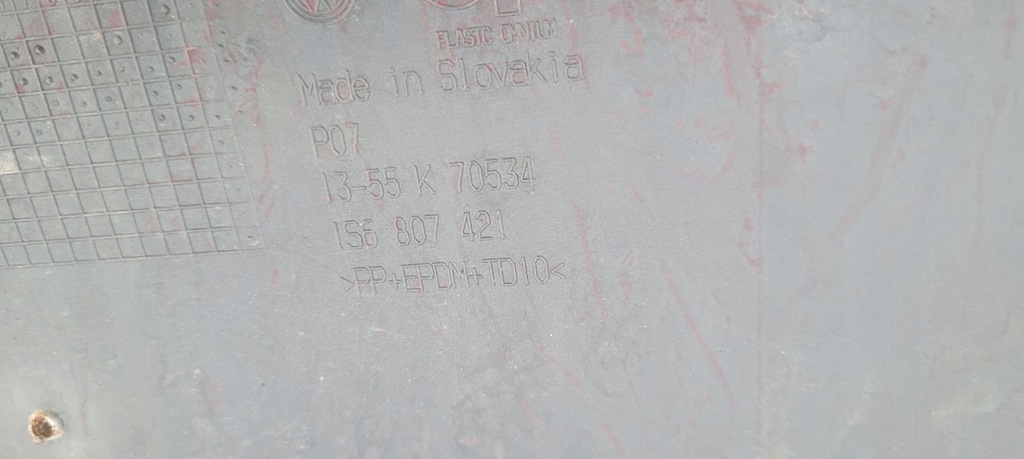 PLASTIC OMNIUM
Made in Slovakia
P07
13-55 K 70534
1S6 807 421
>PP+EPDM+TD10<